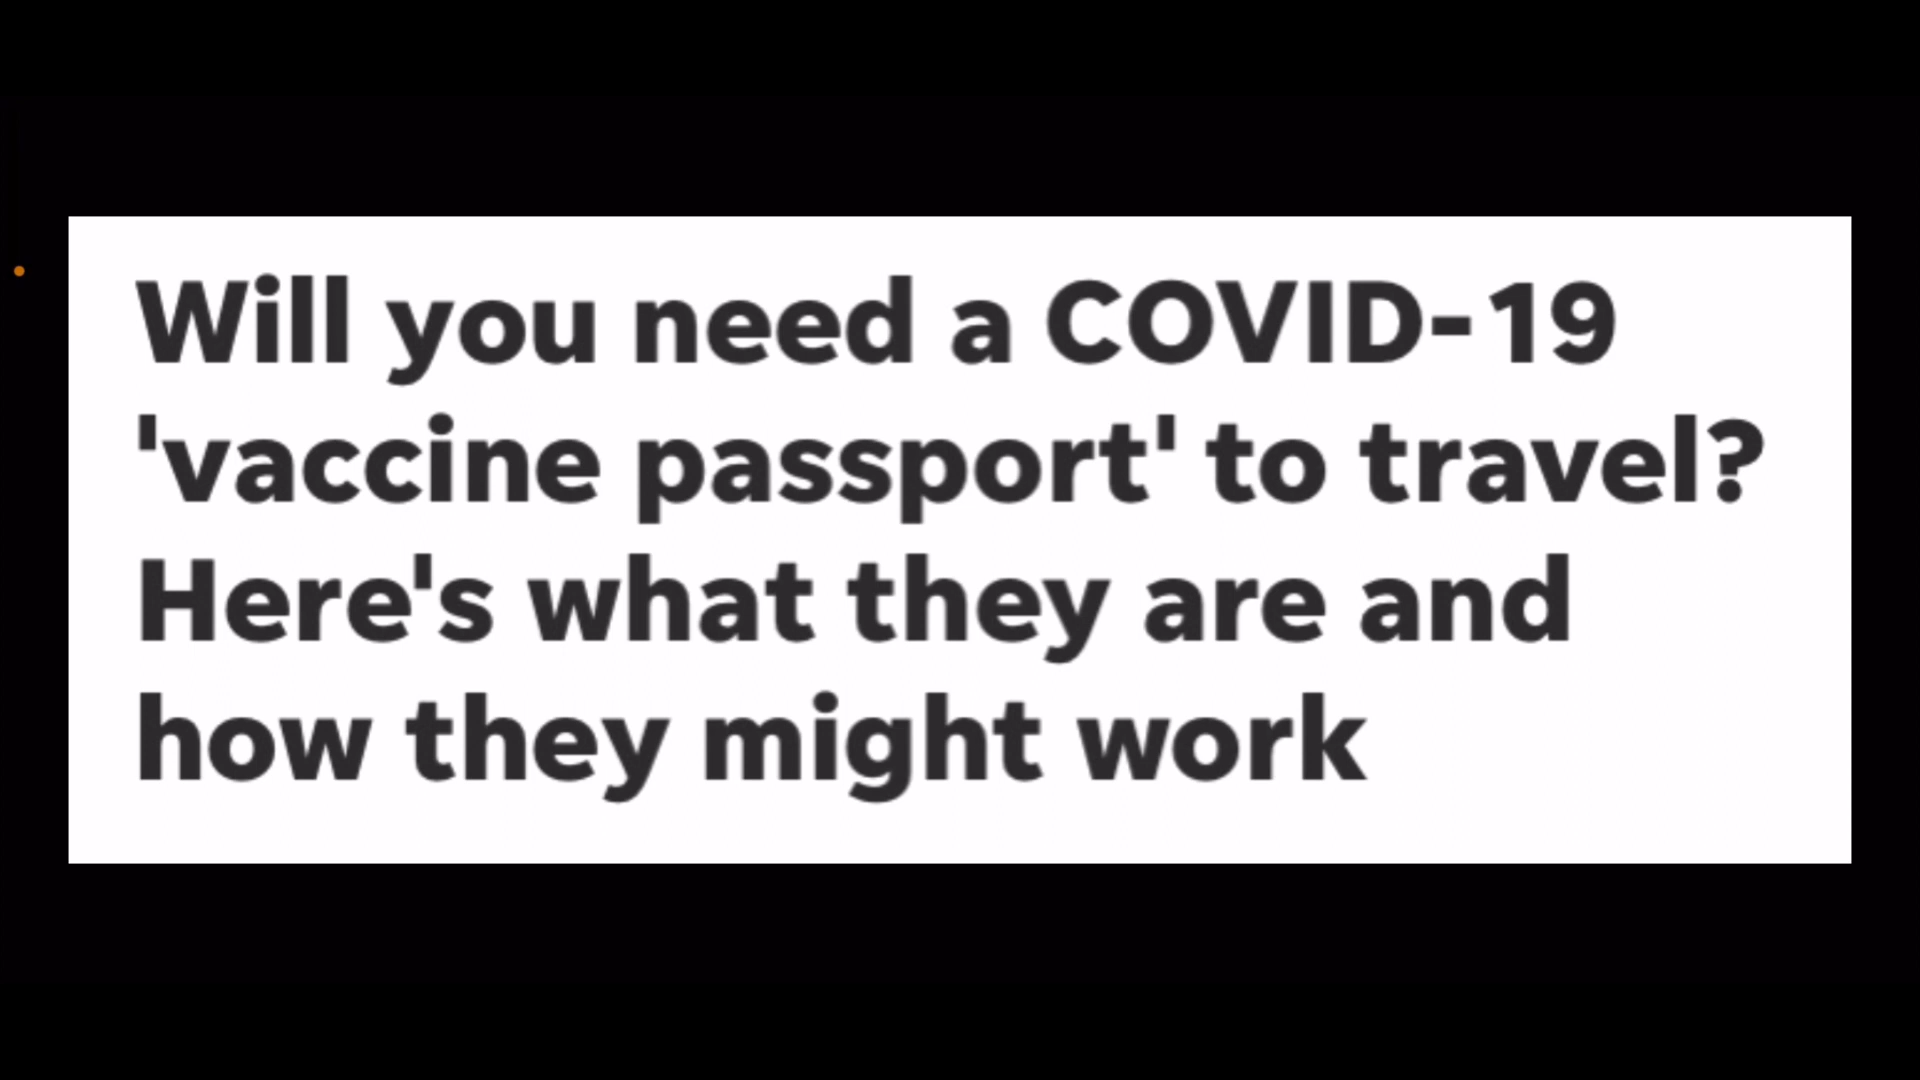 Will you need a COVID-19
'vaccine passport' to travel?
Here's what they are and
how they might work